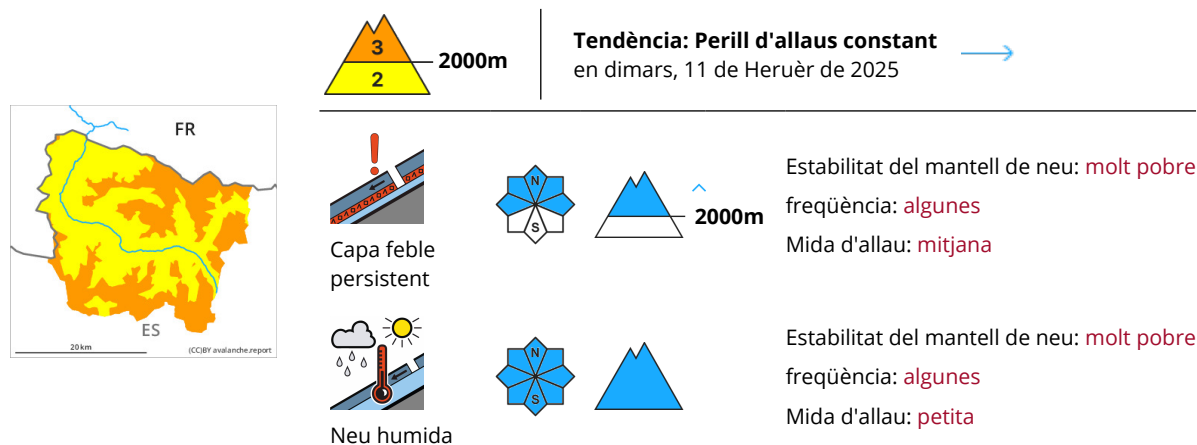 3
2
2000m
Tendència: Perill d'allaus constant
en dimars, 11 de Heruèr de 2025
FR
ES
20 km
(CC)BY avalanche.report
Capa feble
persistent
N
S
2000m
Estabilitat del mantell de neu: molt pobre
freqüència: algunes
Mida d'allau: mitjana
Neu humida
N
S
Estabilitat del mantell de neu: molt pobre
freqüència: algunes
Mida d'allau: petita